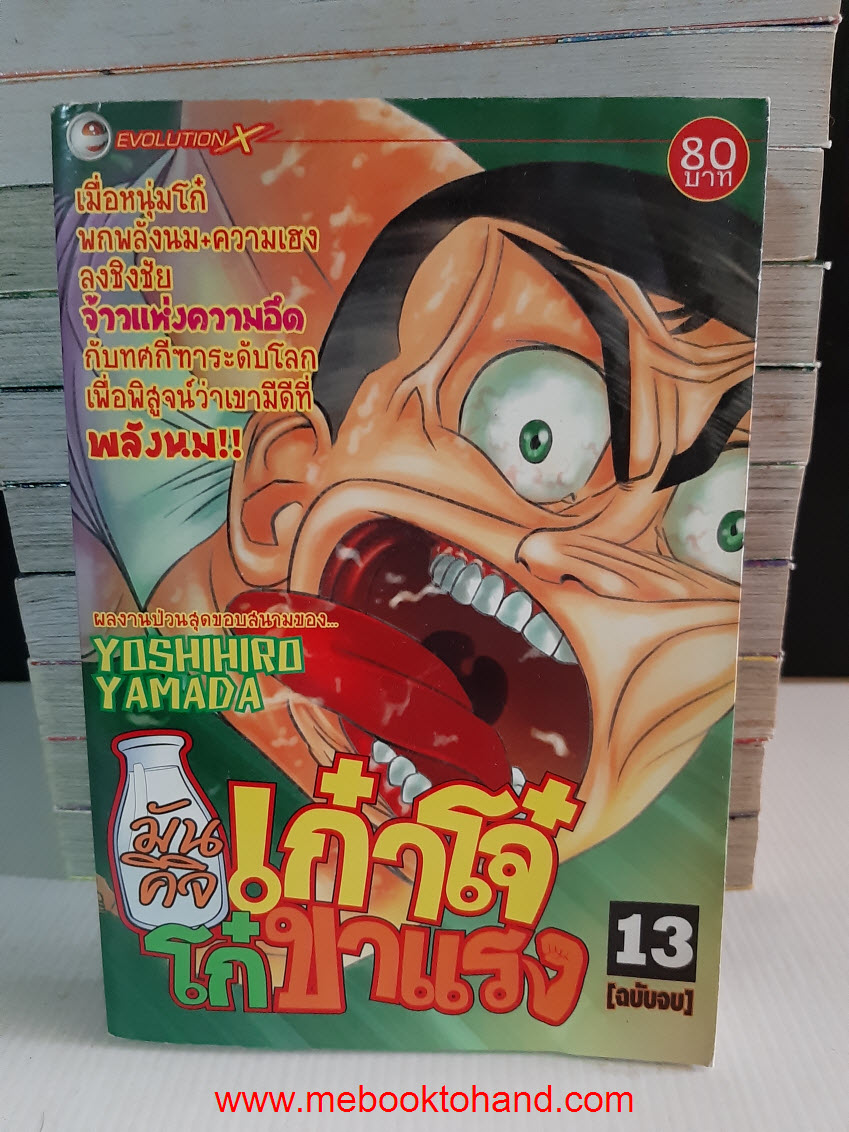 EVOLUTION X
80
บาท
เมื่อหนุ่มโก๋
พกพลังนม+ความเฮง
ลงชิงชัย
จ้าวแห่งความอึด
กับทศกีฑาระดับโลก
เพื่อพิสูจน์ว่าเขามีดีที่
พลังนม!!
ผลงานป่วนสุดขอบสนามของ...
YOSHIHIRO
YAMADA
มัน
คีจิ
เก๋าโจ๋
โก๋ขาแรง
13
[ฉบับจบ]
www.mebooktohand.com